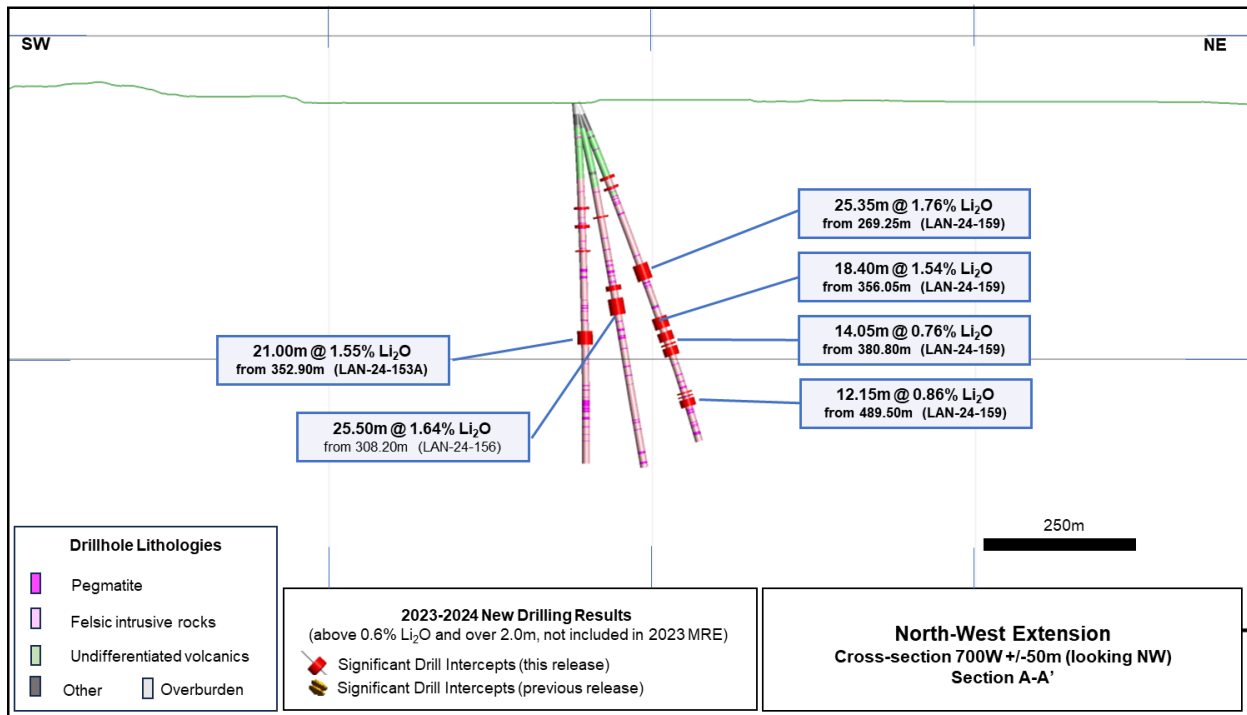 SW
NE
25.35m @ 1.76% Li₂O
from 269.25m (LAN-24-159)
18.40m @ 1.54% Li₂O
from 356.05m (LAN-24-159)
14.05m @ 0.76% Li₂O
from 380.80m (LAN-24-159)
12.15m @ 0.86% Li₂O
from 489.50m (LAN-24-159)
21.00m @ 1.55% Li₂O
from 352.90m (LAN-24-153A)
25.50m @ 1.64% Li₂O
from 308.20m (LAN-24-156)
250m
Drillhole Lithologies
Pegmatite
Felsic intrusive rocks
Undifferentiated volcanics
Other Overburden
2023-2024 New Drilling Results
(above 0.6% Li₂O and over 2.0m, not included in 2023 MRE)
Significant Drill Intercepts (this release)
Significant Drill Intercepts (previous release)
North-West Extension
Cross-section 700W +/-50m (looking NW)
Section A-A’